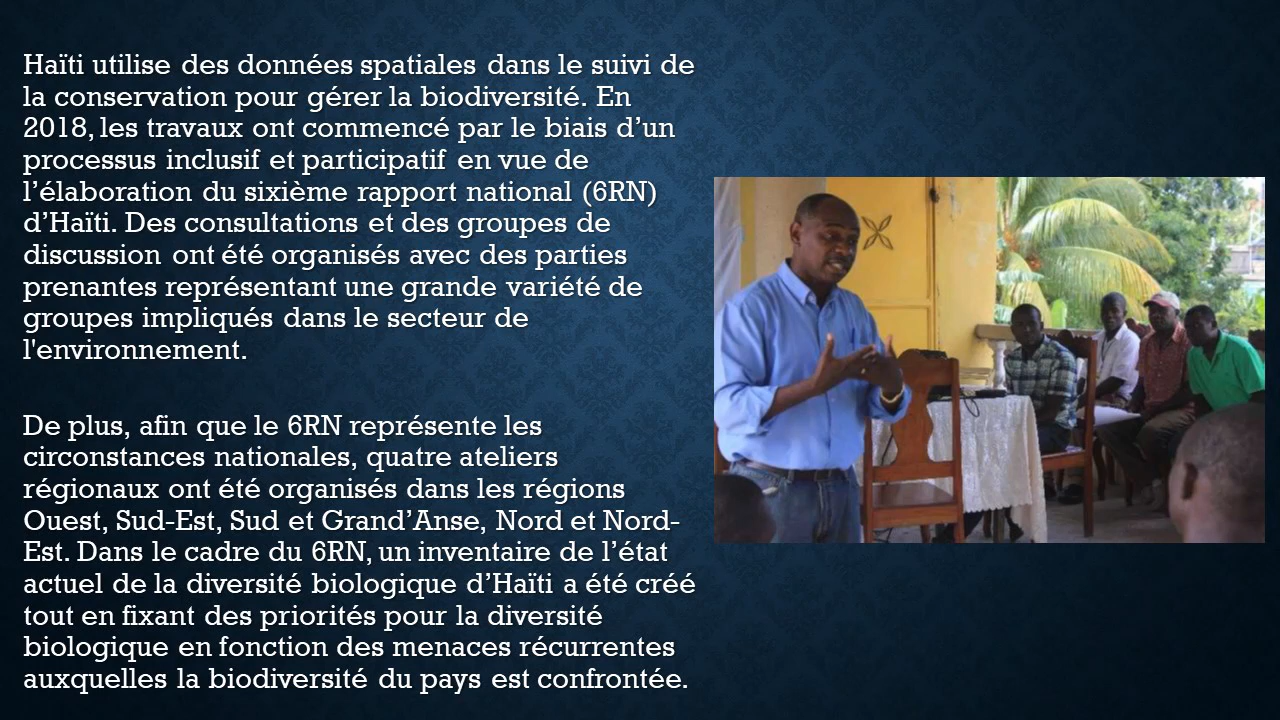 Haïti utilise des données spatiales dans le suivi de
la conservation pour gérer la biodiversité. En
2018, les travaux ont commencé par le biais d’un
processus inclusif et participatif en vue de
l’élaboration du sixième rapport national (6RN)
d’Haïti. Des consultations et des groupes de
discussion ont été organisés avec des parties
prenantes représentant une grande variété de
groupes impliqués dans le secteur de
l'environnement.
De plus, afin que le 6RN représente les
circonstances nationales, quatre ateliers
régionaux ont été organisés dans les régions
Ouest, Sud-Est, Sud et Grand’Anse, Nord et Nord-
Est. Dans le cadre du 6RN, un inventaire de l’état
actuel de la diversité biologique d’Haïti a été créé
tout en fixant des priorités pour la diversité
biologique en fonction des menaces récurrentes
auxquelles la biodiversité du pays est confrontée.